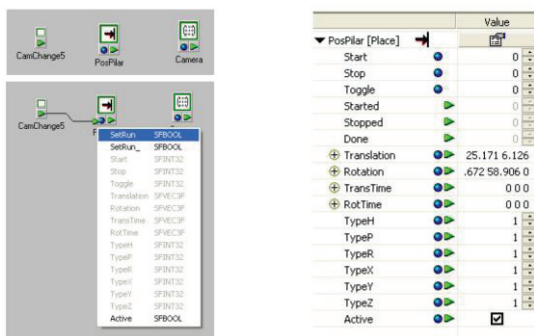 CamChange5
PosPilar
Camera
CamChange5
SetRun SFBOOL
SetRun_ SFBOOL
Start SFINT32
Stop SFINT32
Toggle SFINT32
Translation SFVEC3F
Rotation SFVEC3F
TransTime SFVEC3F
RotTime SFVEC3F
TypeH SFINT32
TypeP SFINT32
TypeR SFINT32
TypeX SFINT32
TypeY SFINT32
TypeZ SFINT32
Active SFBOOL
Value
PosPilar [Place]
Start 0
Stop 0
Toggle 0
Started 0
Stopped 0
Done 0
Translation 25.171 6.126
Rotation .672 58.906 0
TransTime 0 0 0
RotTime 0 0 0
TypeH 1
TypeP 1
TypeR 1
TypeX 1
TypeY 1
TypeZ 1
Active